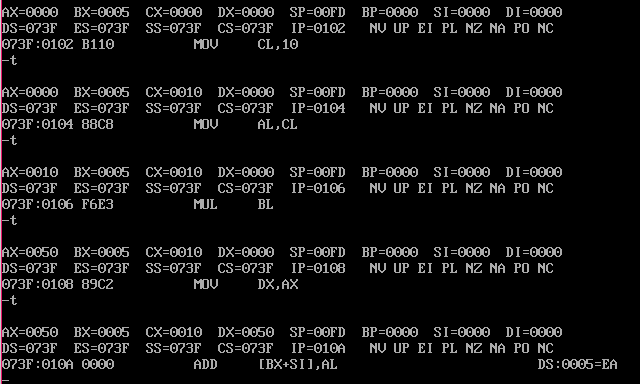 AX=0000  BX=0005  CX=0000  DX=0000  SP=00FD  BP=0000  SI=0000  DI=0000
DS=073F  ES=073F  SS=073F  CS=073F  IP=0102   NV UP EI PL NZ NA PO NC
073F:0102 B110          MOV     CL,10
-t
AX=0000  BX=0005  CX=0010  DX=0000  SP=00FD  BP=0000  SI=0000  DI=0000
DS=073F  ES=073F  SS=073F  CS=073F  IP=0104   NV UP EI PL NZ NA PO NC
073F:0104 88C8          MOV     AL,CL
-t
AX=0010  BX=0005  CX=0010  DX=0000  SP=00FD  BP=0000  SI=0000  DI=0000
DS=073F  ES=073F  SS=073F  CS=073F  IP=0106   NV UP EI PL NZ NA PO NC
073F:0106 F6E3          MUL     BL
-t
AX=0050  BX=0005  CX=0010  DX=0000  SP=00FD  BP=0000  SI=0000  DI=0000
DS=073F  ES=073F  SS=073F  CS=073F  IP=0108   NV UP EI PL NZ NA PO NC
073F:0108 89C2          MOV     DX,AX
-t
AX=0050  BX=0005  CX=0010  DX=0050  SP=00FD  BP=0000  SI=0000  DI=0000
DS=073F  ES=073F  SS=073F  CS=073F  IP=010A   NV UP EI PL NZ NA PO NC
073F:010A 0000          ADD     [BX+SI],AL                         DS:0005=EA
-